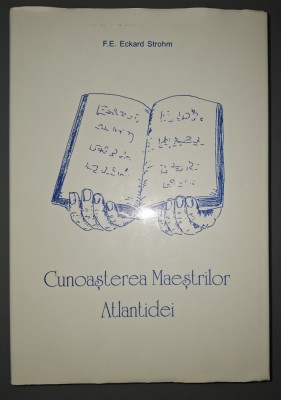 F.E. Eckard Strohm
Cunoașterea Maeștrilor
Atlantidei